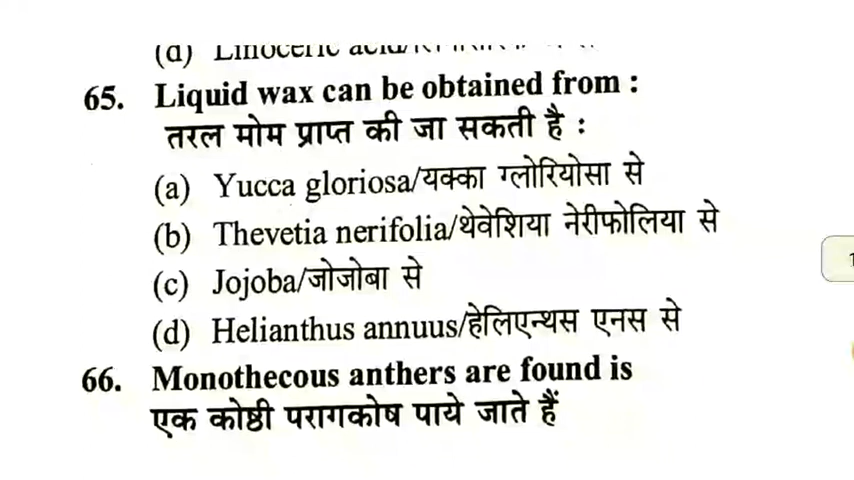 (d)
65. Liquid wax can be obtained from :
तरल मोम प्राप्त की जा सकती है :
(a) Yucca gloriosa/यक्का ग्लोरियोसा से
(b) Thevetia nerifolia/थेवेशिया नेरीफोलिया से
(c) Jojoba/जोजोबा से
(d) Helianthus annuus/हेलिएन्थस एनस से
66. Monothecous anthers are found is
एक कोष्ठी परागकोष पाये जाते हैं
1